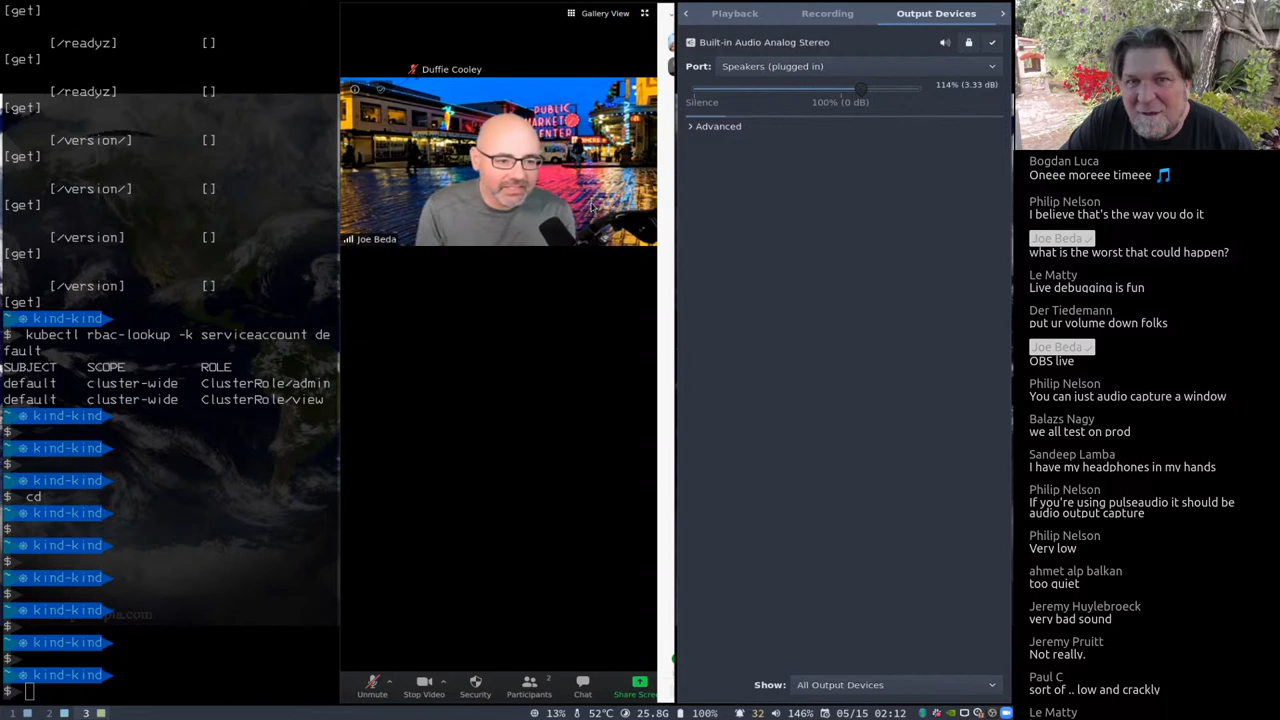 [get]
[/readyz] []
[get]
[/readyz] []
[get]
[/version/] []
[get]
[/version/] []
[get]
[/version] []
[get]
[/version] []
[get]
~ kind-kind
$ kubectl rbac-lookup -k serviceaccount de
fault
SUBJECT SCOPE ROLE
default cluster-wide ClusterRole/admin
default cluster-wide ClusterRole/view
~ kind-kind
$
~ kind-kind
$
~ kind-kind
$ cd
~ kind-kind
$
~ kind-kind
$
~ kind-kind
$
~ kind-kind
$
~ kind-kind
$
~ kind-kind
$
Gallery View
Duffie Cooley
PUBLIC
MARKET
CENTER
Joe Beda
Unmute
Stop Video
Security
2
Participants
Chat
Share Scree
Playback Recording Output Devices
Built-in Audio Analog Stereo
Port: Speakers (plugged in)
114% (3.33 dB)
Silence 100% (0 dB)
Advanced
Show: All Output Devices
13% 52°C 25.8G 100% 32 146% 05/15 02:12
1 2 3
Bogdan Luca
Oneee moreee timeee 🎵
Philip Nelson
I believe that's the way you do it
Joe Beda ✓
what is the worst that could happen?
Le Matty
Live debugging is fun
Der Tiedemann
put ur volume down folks
Joe Beda ✓
OBS live
Philip Nelson
You can just audio capture a window
Balazs Nagy
we all test on prod
Sandeep Lamba
I have my headphones in my hands
Philip Nelson
If you're using pulseaudio it should be
audio output capture
Philip Nelson
Very low
ahmet alp balkan
too quiet
Jeremy Huylebroeck
very bad sound
Jeremy Pruitt
Not really.
Paul C
sort of .. low and crackly
Le Matty